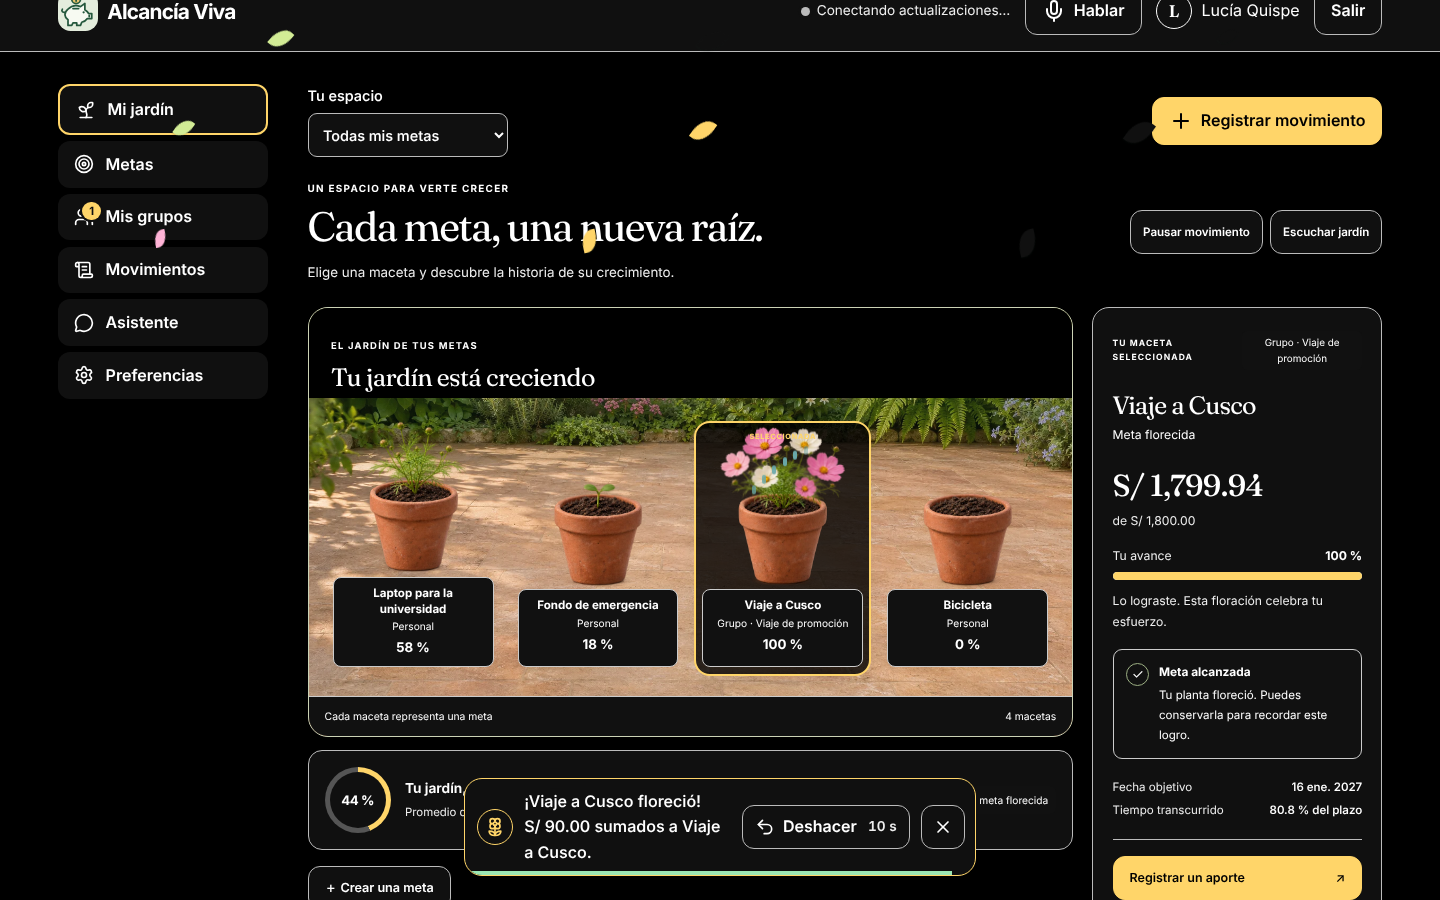 Alcancía Viva
Conectando actualizaciones...
Hablar
L
Lucía Quispe
Salir
Mi jardín
Metas
1
Mis grupos
Movimientos
Asistente
Preferencias
Tu espacio
Todas mis metas
Registrar movimiento
UN ESPACIO PARA VERTE CRECER
Cada meta, una nueva raíz.
Elige una maceta y descubre la historia de su crecimiento.
Pausar movimiento
Escuchar jardín
EL JARDÍN DE TUS METAS
Tu jardín está creciendo
Laptop para la
universidad
Personal
58 %
Fondo de emergencia
Personal
18 %
Viaje a Cusco
Grupo · Viaje de promoción
100 %
Bicicleta
Personal
0 %
Cada maceta representa una meta
4 macetas
44 %
Tu jardín,
Promedio
meta florecida
¡Viaje a Cusco floreció!
S/ 90.00 sumados a Viaje
a Cusco.
Deshacer
10 s
+ Crear una meta
TU MACETA
SELECCIONADA
Grupo · Viaje de
promoción
Viaje a Cusco
Meta florecida
S/ 1,799.94
de S/ 1,800.00
Tu avance
100 %
Lo lograste. Esta floración celebra tu
esfuerzo.
Meta alcanzada
Tu planta floreció. Puedes
conservarla para recordar este
logro.
Fecha objetivo
16 ene. 2027
Tiempo transcurrido
80.8 % del plazo
Registrar un aporte